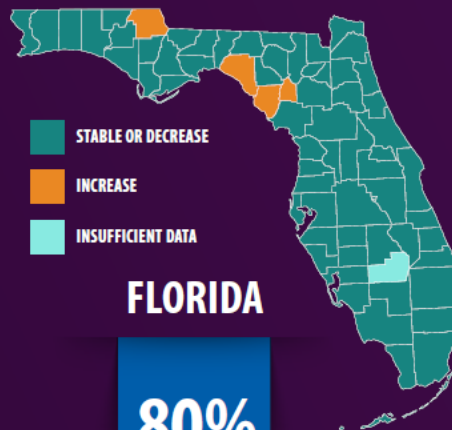 STABLE OR DECREASE
INCREASE
INSUFFICIENT DATA
FLORIDA
80%